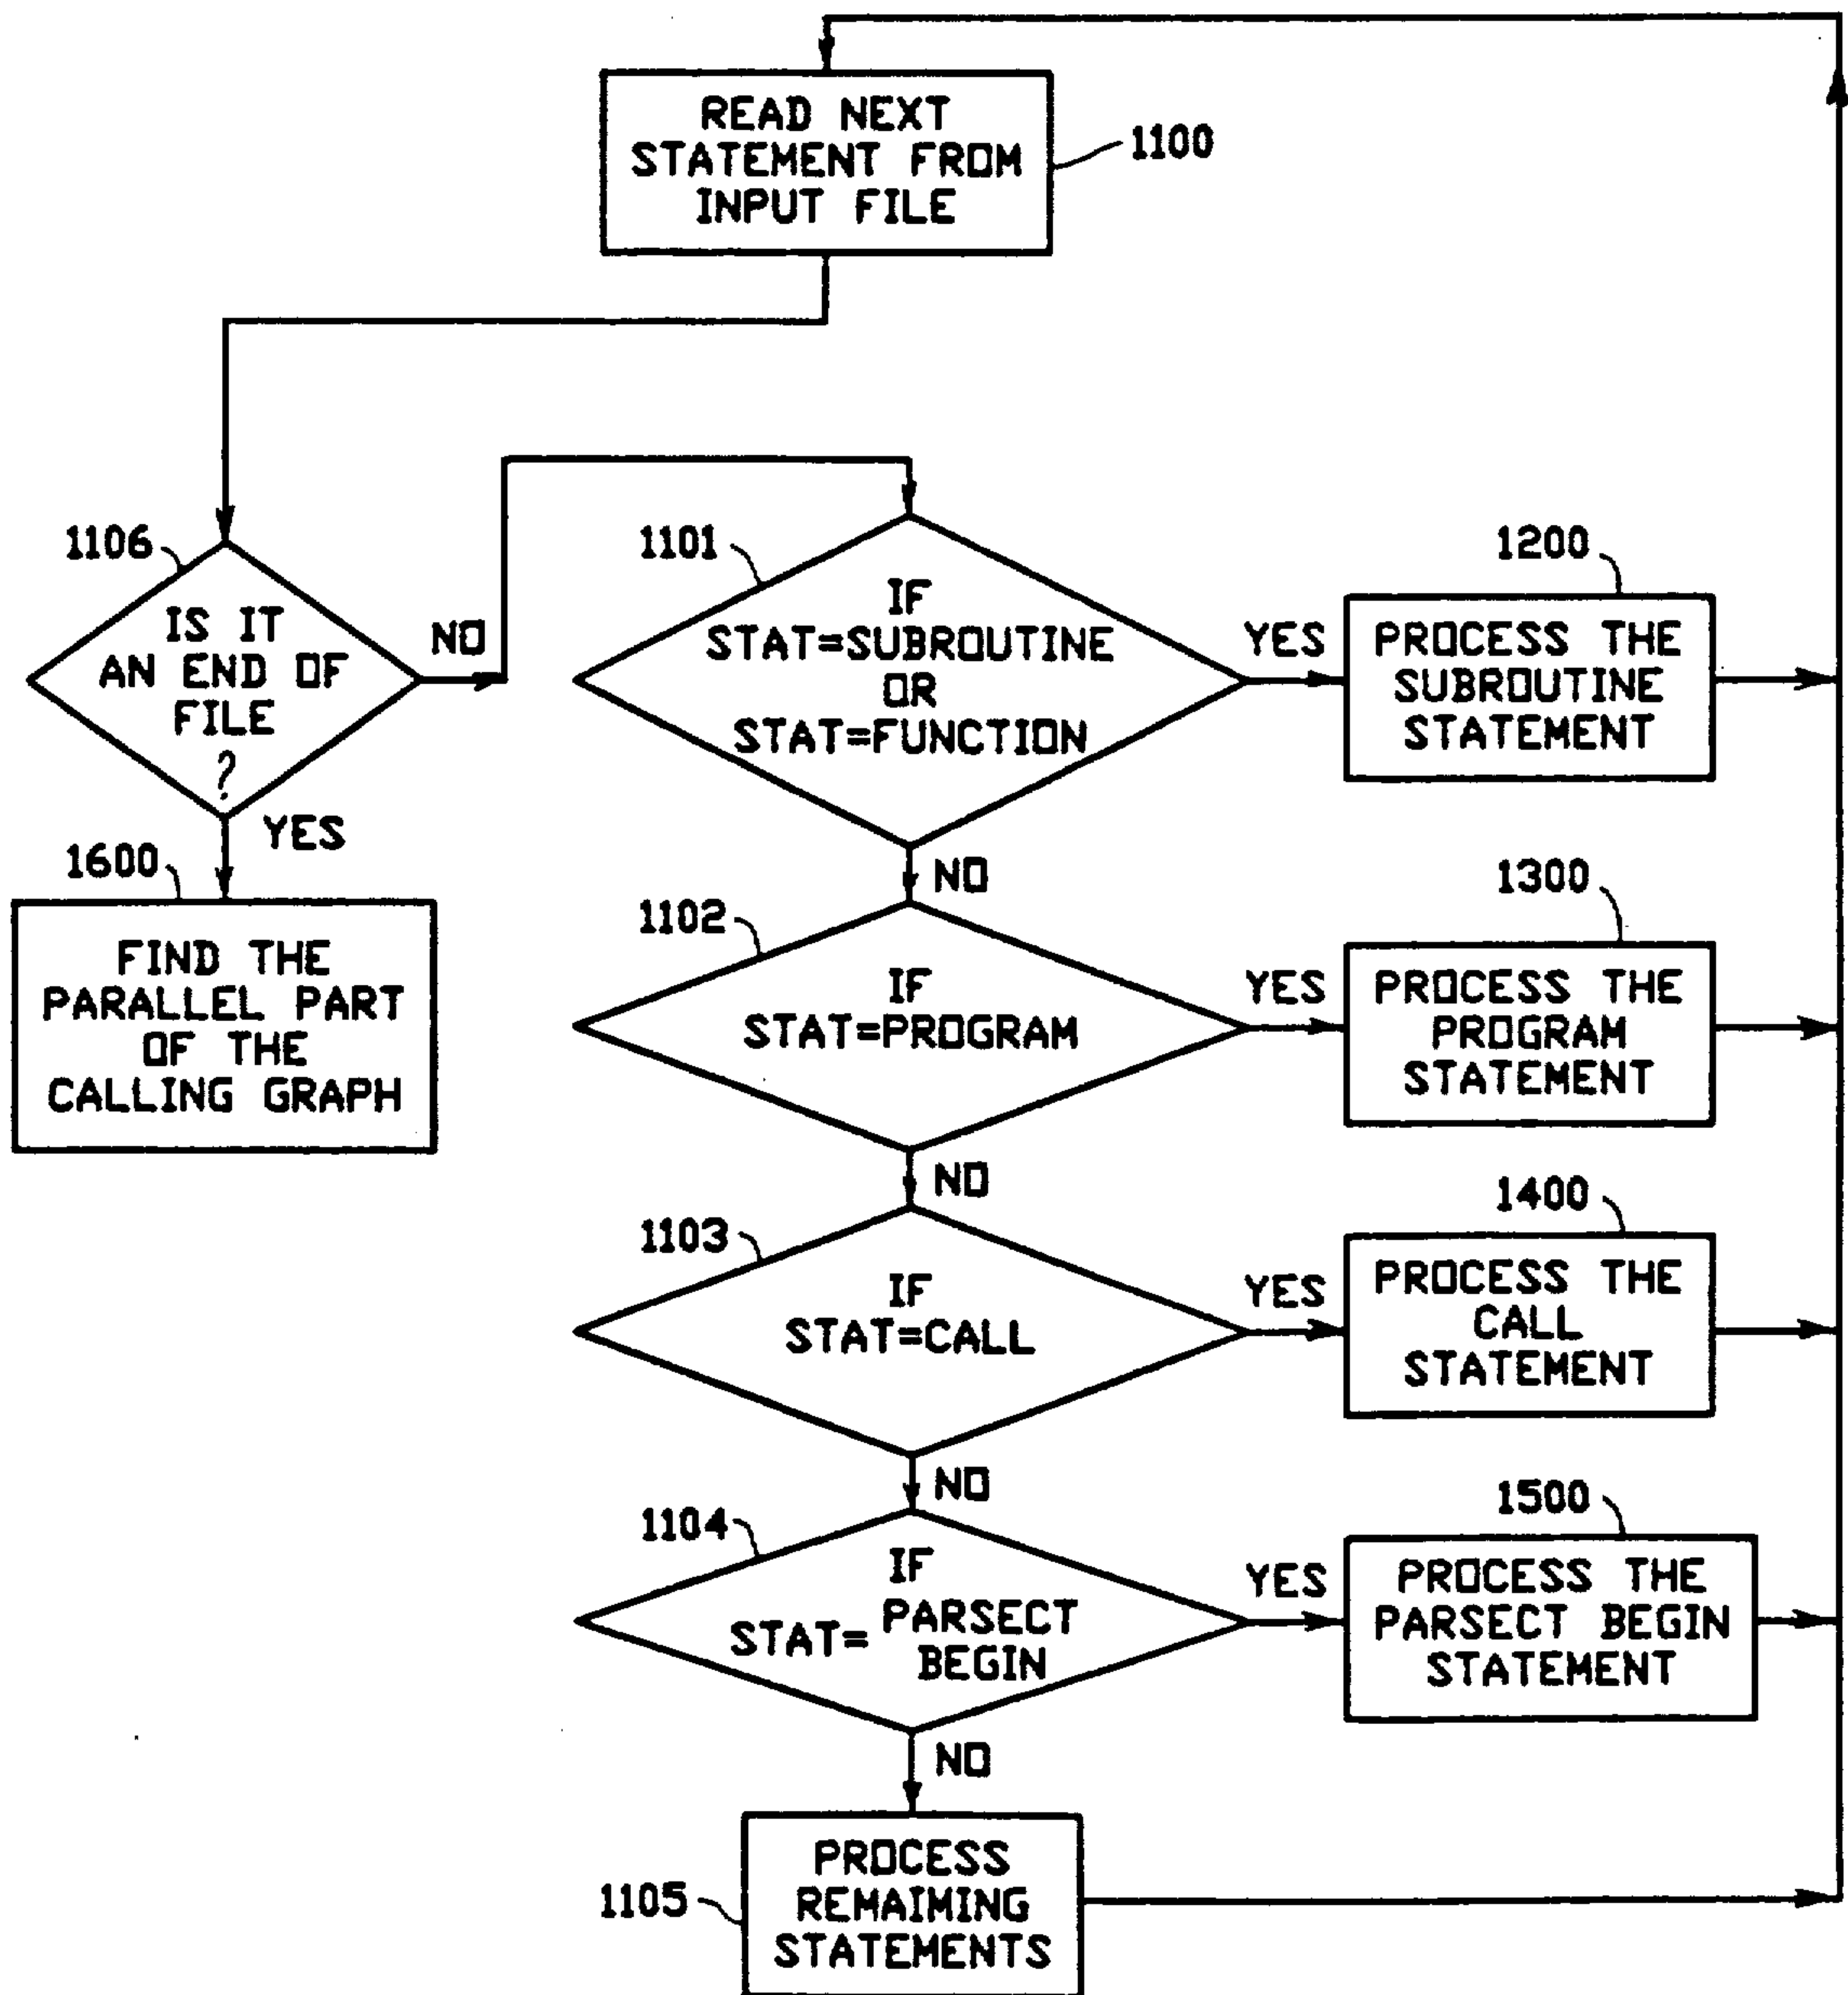 READ NEXT
STATEMENT FROM
INPUT FILE
1100
1106
IS IT
AN END OF
FILE
?
NO
YES
1600
FIND THE
PARALLEL PART
OF THE
CALLING GRAPH
1101
IF
STAT=SUBROUTINE
OR
STAT=FUNCTION
YES
NO
1200
PROCESS THE
SUBROUTINE
STATEMENT
1102
IF
STAT=PROGRAM
YES
NO
1300
PROCESS THE
PROGRAM
STATEMENT
1103
IF
STAT=CALL
YES
NO
1400
PROCESS THE
CALL
STATEMENT
1104
IF
STAT= PARSECT
BEGIN
YES
NO
1500
PROCESS THE
PARSECT BEGIN
STATEMENT
1105
PROCESS
REMAIMING
STATEMENTS